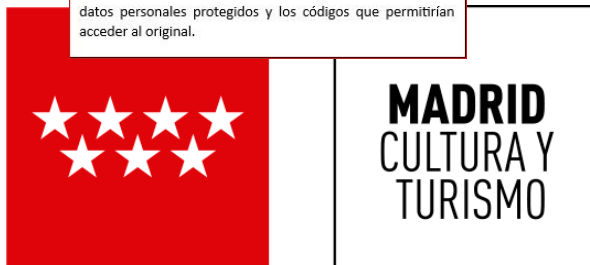 datos personales protegidos y los códigos que permitirían
acceder al original.
MADRID
CULTURA Y
TURISMO